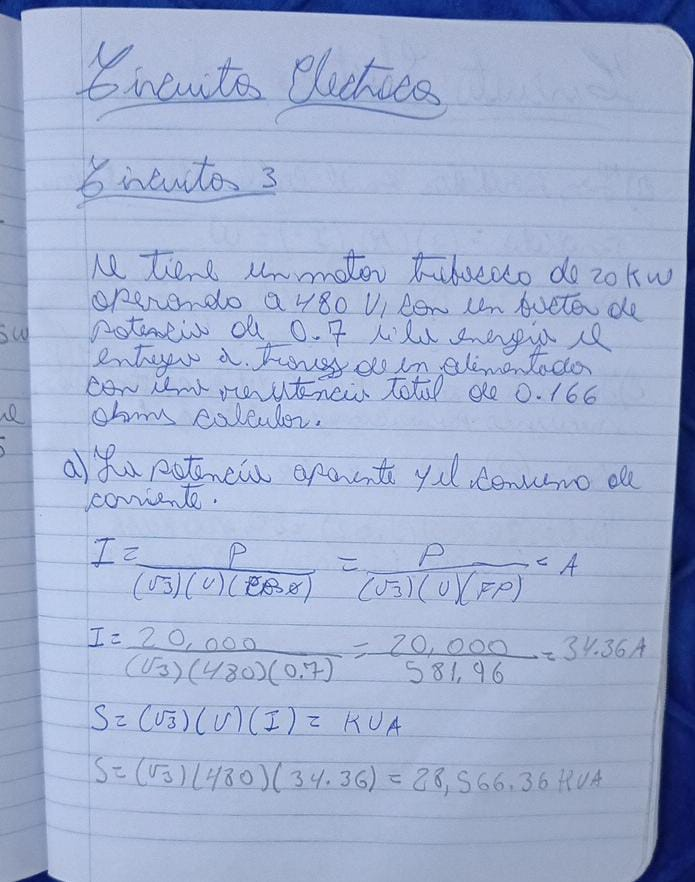 Circuitos Electricos
Circuitos 3
Se tiene un motor trifasico de 20 KW
operando a 480 V, con un factor de
potencia de 0.7 si la energia se
entrega a traves de un alimentador
con una resistencia total de 0.166
ohms calcular.
a) La potencia aparente y el consumo de
corriente.
I = P / (√3)(V)(cos θ) = P / (√3)(V)(FP) = A
I = 20,000 / (√3)(480)(0.7) = 20,000 / 581,96 = 34.36 A
S = (√3)(V)(I) = KVA
S = (√3)(480)(34.36) = 28,566.36 KVA